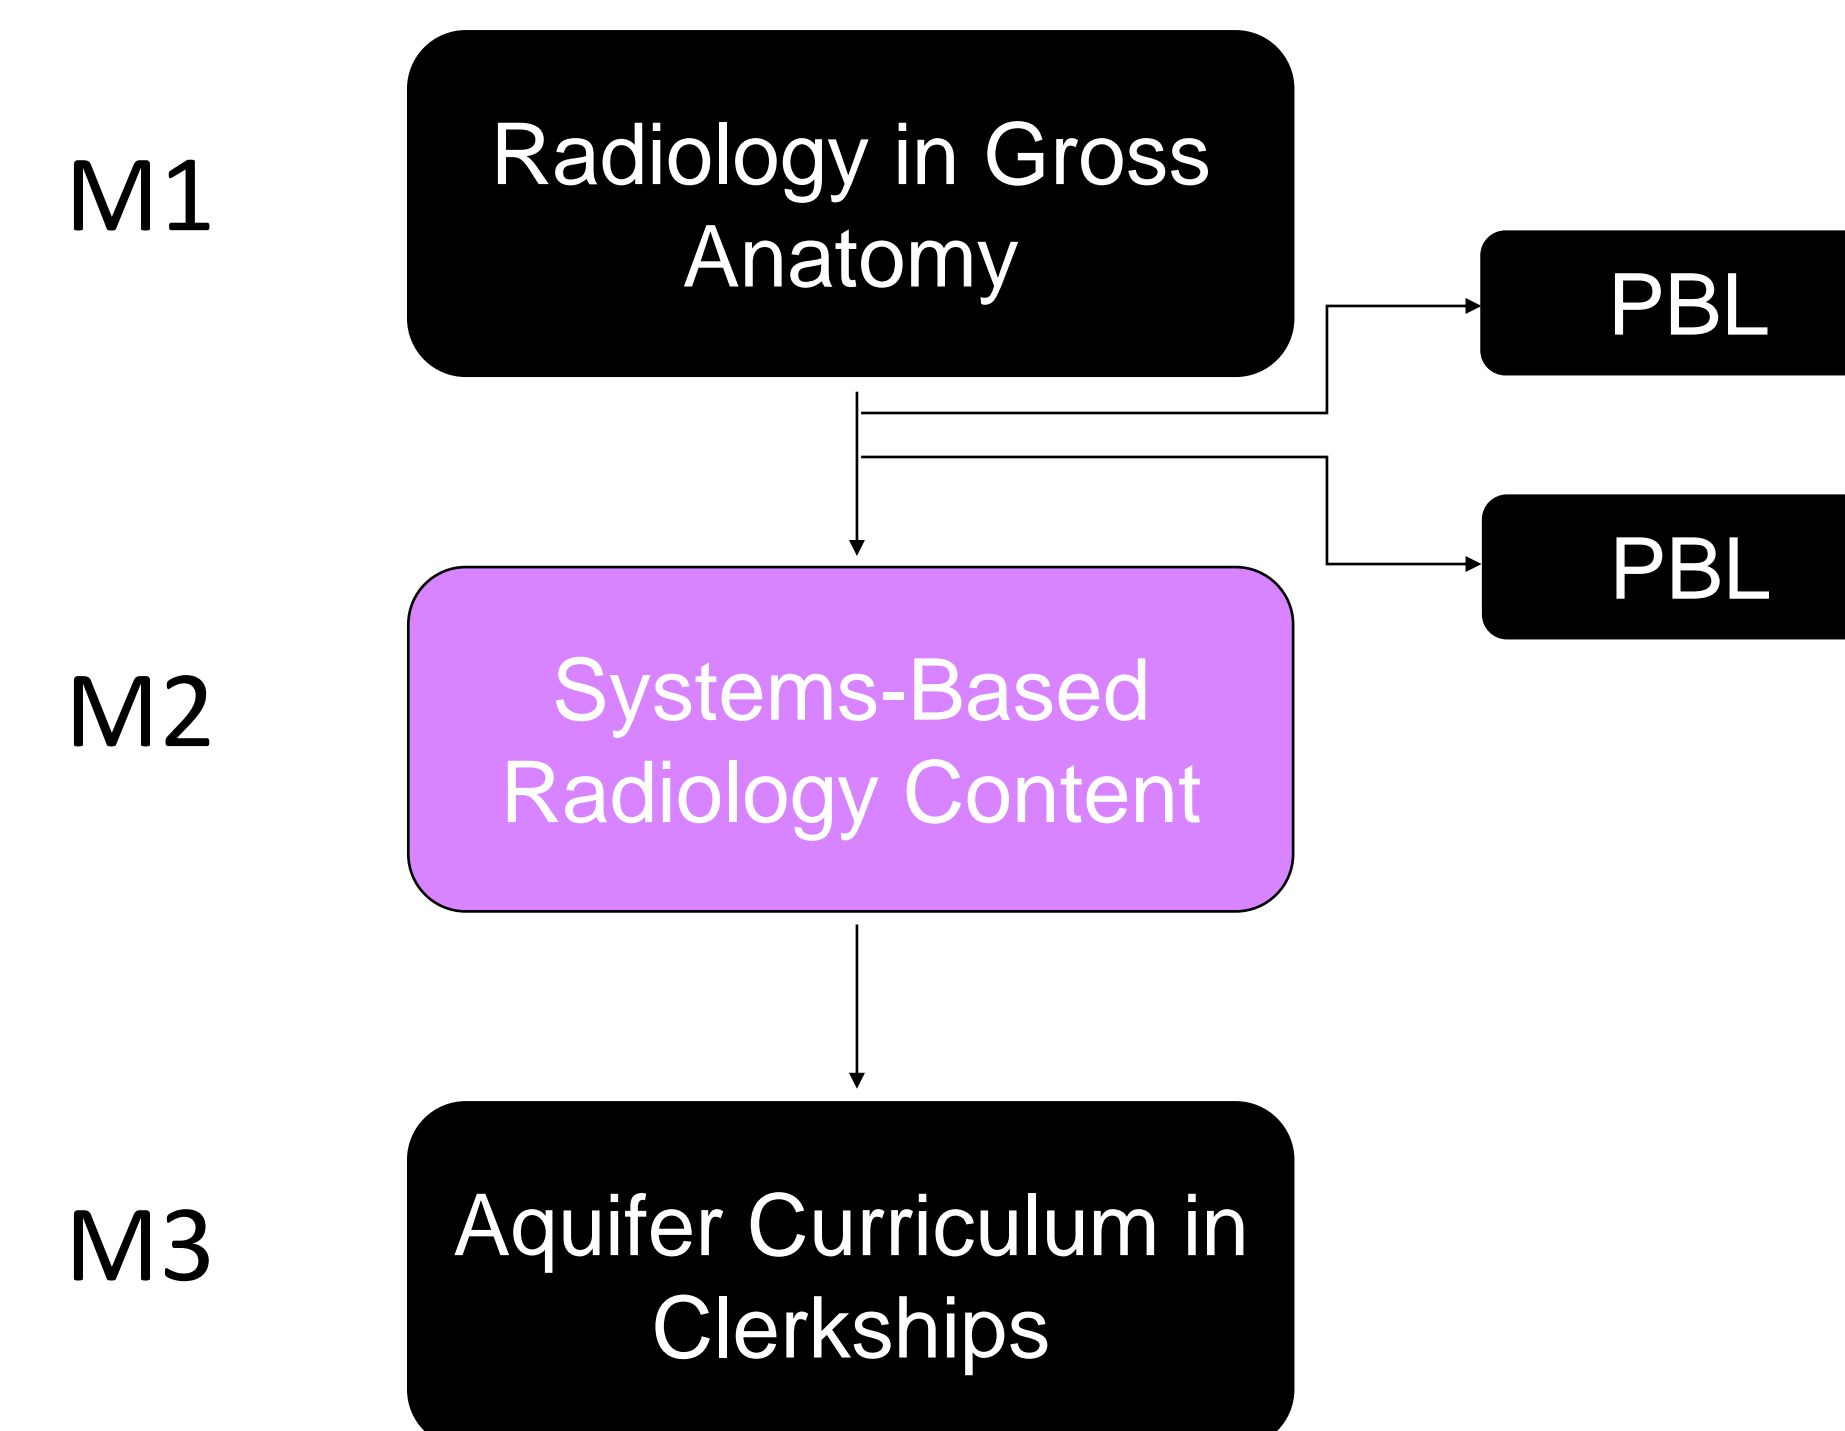 M1
Radiology in Gross
Anatomy
PBL
PBL
M2
Systems-Based
Radiology Content
M3
Aquifer Curriculum in
Clerkships